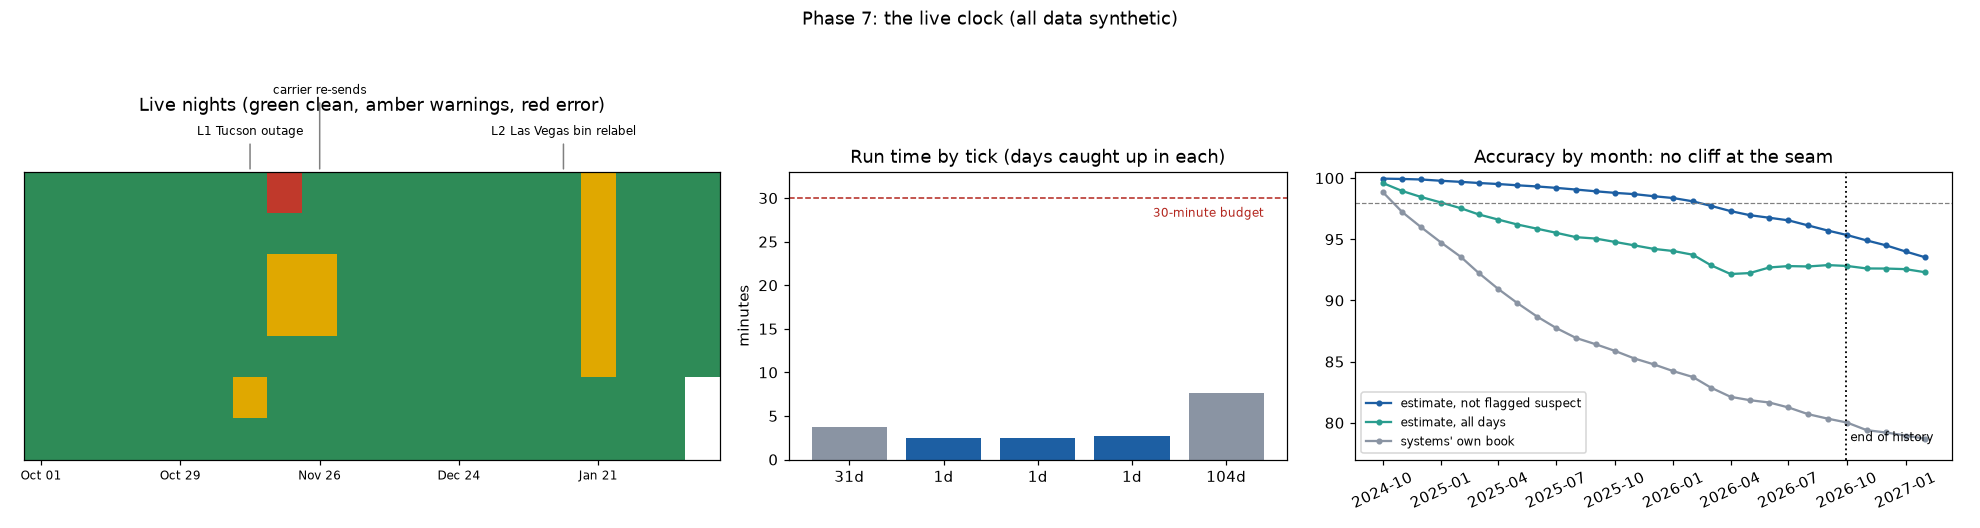 Phase 7: the live clock (all data synthetic)
carrier re-sends
Live nights (green clean, amber warnings, red error)
L1 Tucson outage
L2 Las Vegas bin relabel
Oct 01
Oct 29
Nov 26
Dec 24
Jan 21
Run time by tick (days caught up in each)
minutes
30
25
20
15
10
5
0
30-minute budget
31d
1d
1d
1d
104d
Accuracy by month: no cliff at the seam
100
95
90
85
80
estimate, not flagged suspect
estimate, all days
systems' own book
end of history
2024-10
2025-01
2025-04
2025-07
2025-10
2026-01
2026-04
2026-07
2026-10
2027-01